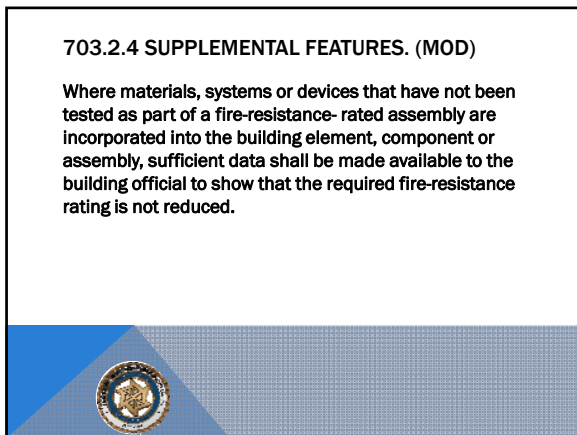 703.2.4 SUPPLEMENTAL FEATURES. (MOD)
Where materials, systems or devices that have not been
tested as part of a fire-resistance- rated assembly are
incorporated into the building element, component or
assembly, sufficient data shall be made available to the
building official to show that the required fire-resistance
rating is not reduced.